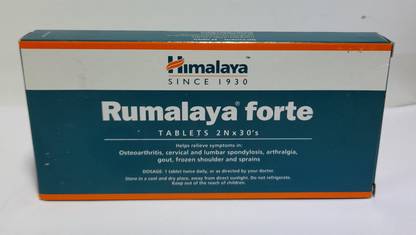 Himalaya™
SINCE 1930
Rumalaya® forte
TABLETS 2Nx30's
Helps relieve symptoms in:
Osteoarthritis, cervical and lumbar spondylosis, arthralgia,
gout, frozen shoulder and sprains
DOSAGE: 1 tablet twice daily, or as directed by your doctor.
Store in a cool and dry place, away from direct sunlight. Do not refrigerate.
Keep out of the reach of children.